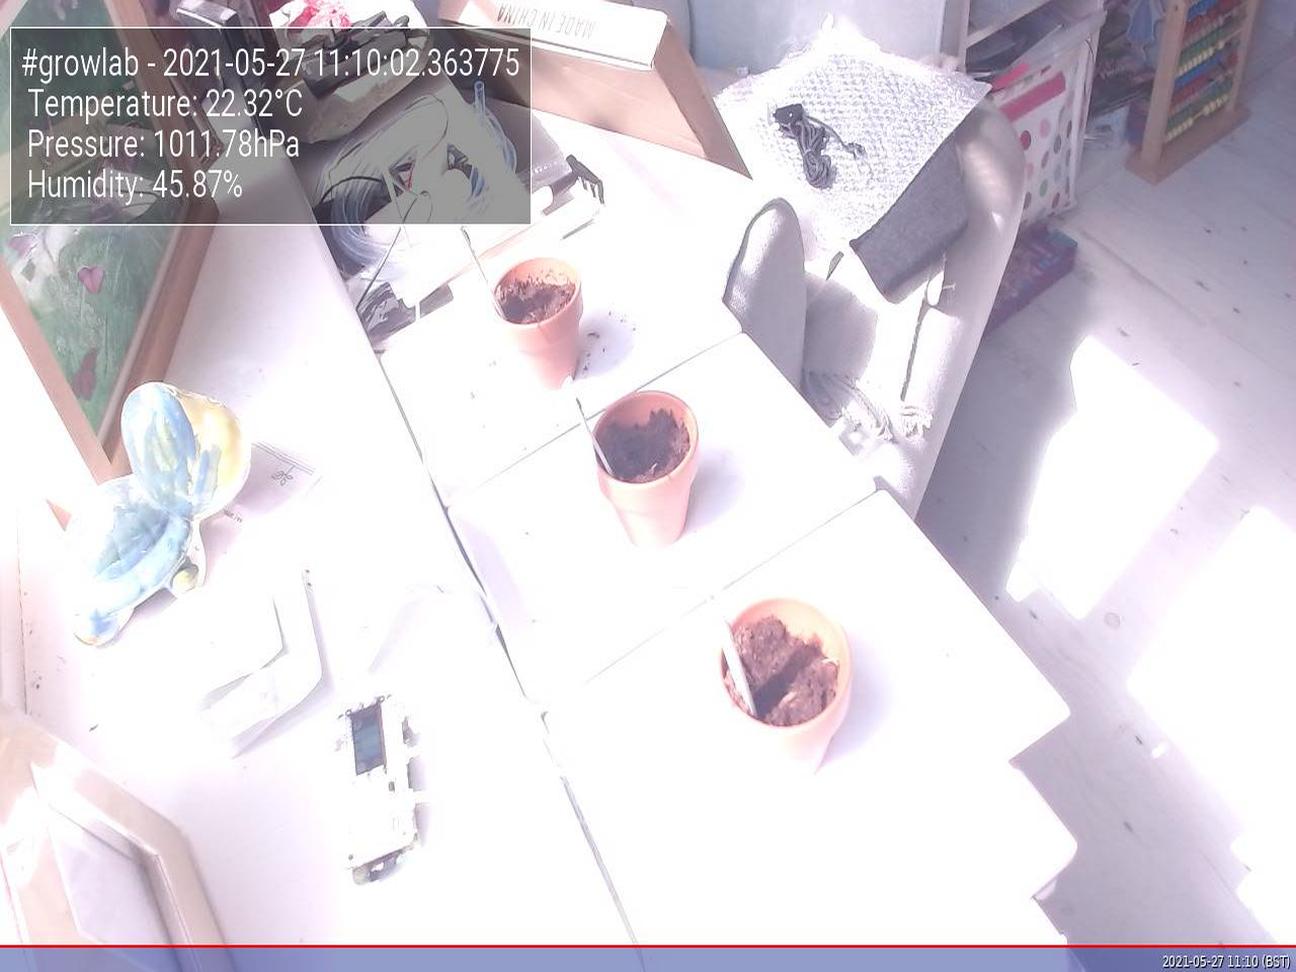 MADE IN CHINA
#growlab - 2021-05-27 11:10:02.363775
Temperature: 22.32°C
Pressure: 1011.78hPa
Humidity: 45.87%
2021-05-27 11:10 (BST)